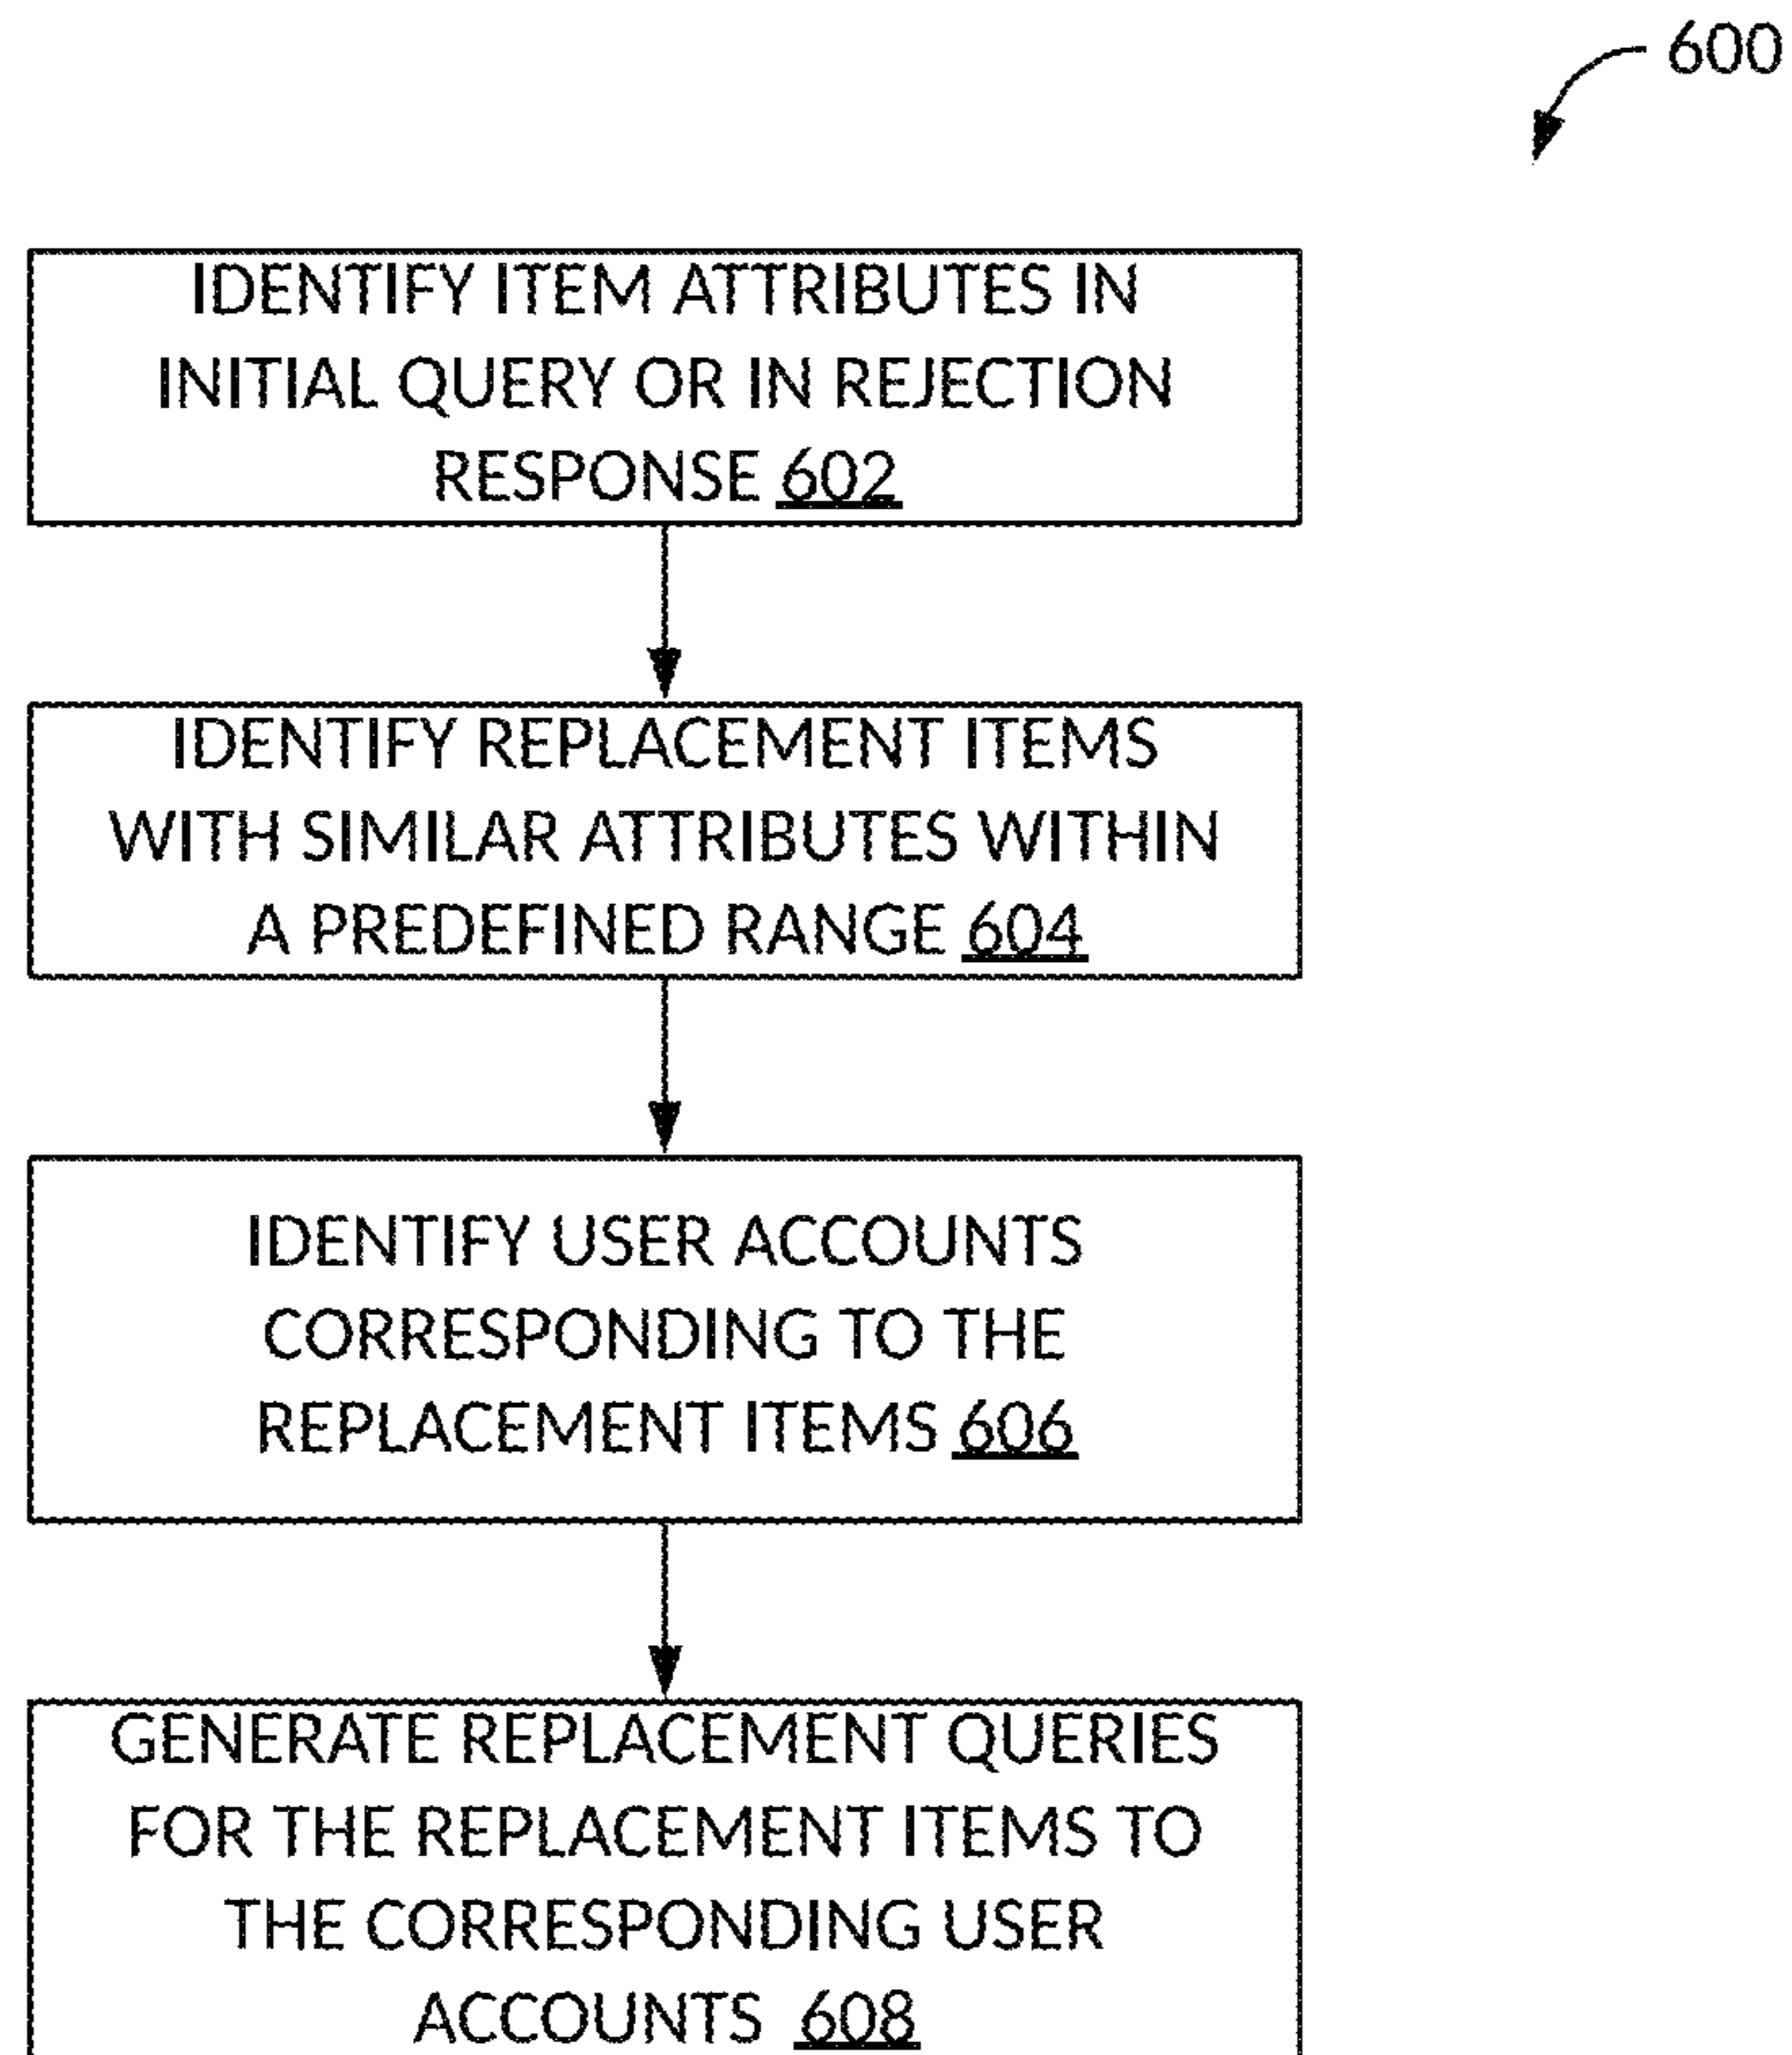 600
IDENTIFY ITEM ATTRIBUTES IN
INITIAL QUERY OR IN REJECTION
RESPONSE 602
IDENTIFY REPLACEMENT ITEMS
WITH SIMILAR ATTRIBUTES WITHIN
A PREDEFINED RANGE 604
IDENTIFY USER ACCOUNTS
CORRESPONDING TO THE
REPLACEMENT ITEMS 606
GENERATE REPLACEMENT QUERIES
FOR THE REPLACEMENT ITEMS TO
THE CORRESPONDING USER
ACCOUNTS 608